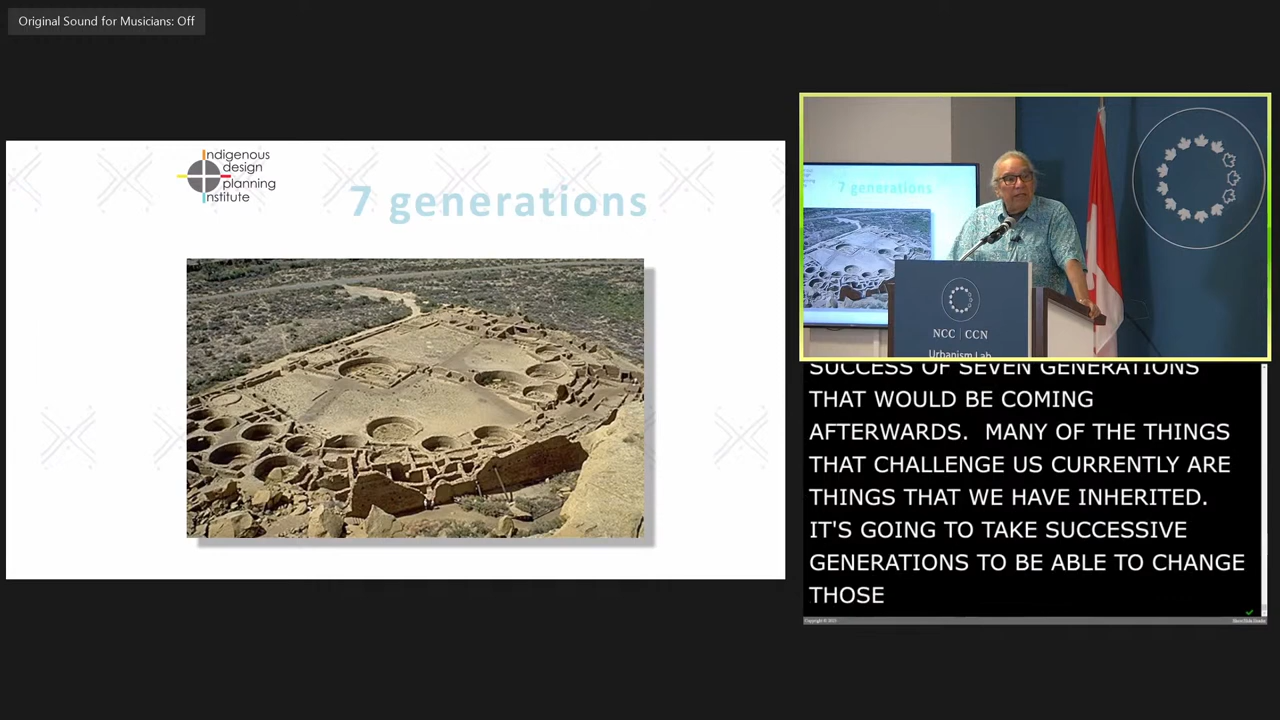 Original Sound for Musicians: Off
indigenous
design
planning
institute
7 generations
7 generations
NCC | CCN
Urbanism Lab
SUCCESS OF SEVEN GENERATIONS
THAT WOULD BE COMING
AFTERWARDS.  MANY OF THE THINGS
THAT CHALLENGE US CURRENTLY ARE
THINGS THAT WE HAVE INHERITED.
IT'S GOING TO TAKE SUCCESSIVE
GENERATIONS TO BE ABLE TO CHANGE
THOSE